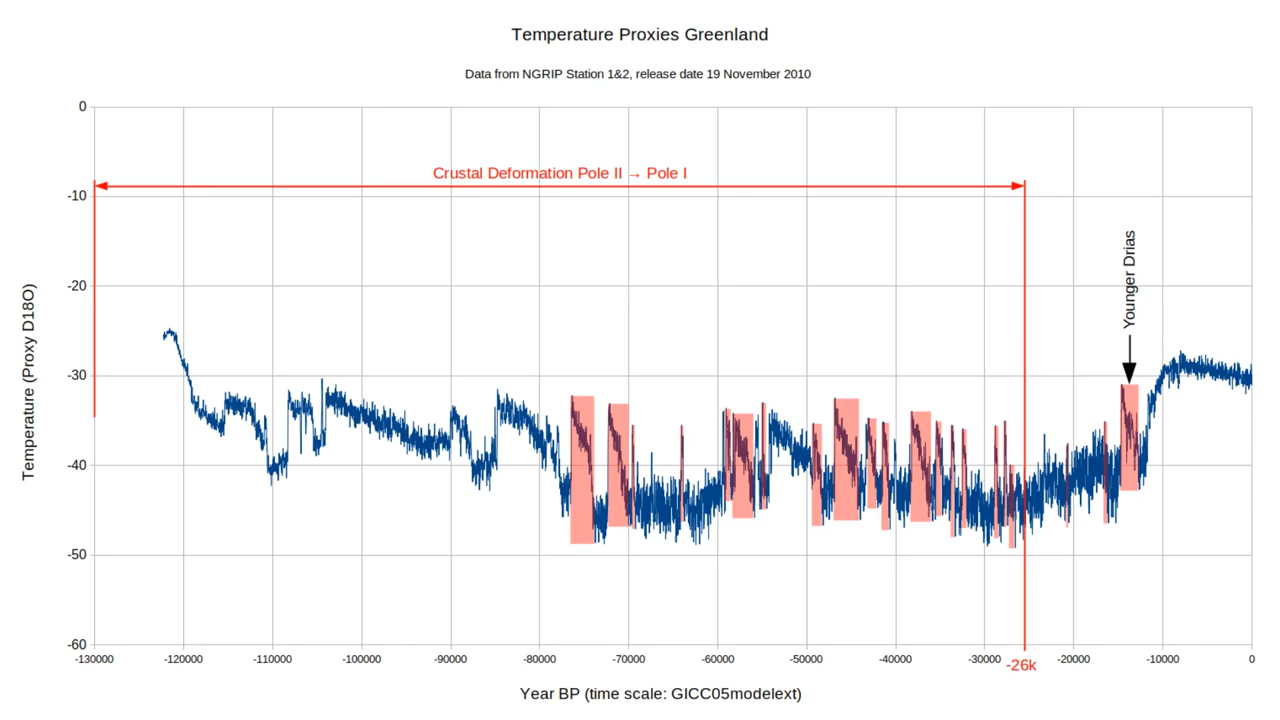 Temperature Proxies Greenland
Data from NGRIP Station 1&2, release date 19 November 2010
0
-10
-20
-30
-40
-50
-60
Temperature (Proxy D18O)
Crustal Deformation Pole II → Pole I
Younger Drias
-130000 -120000 -110000 -100000 -90000 -80000 -70000 -60000 -50000 -40000 -30000 -20000 -10000 0
-26k
Year BP (time scale: GICC05modelext)